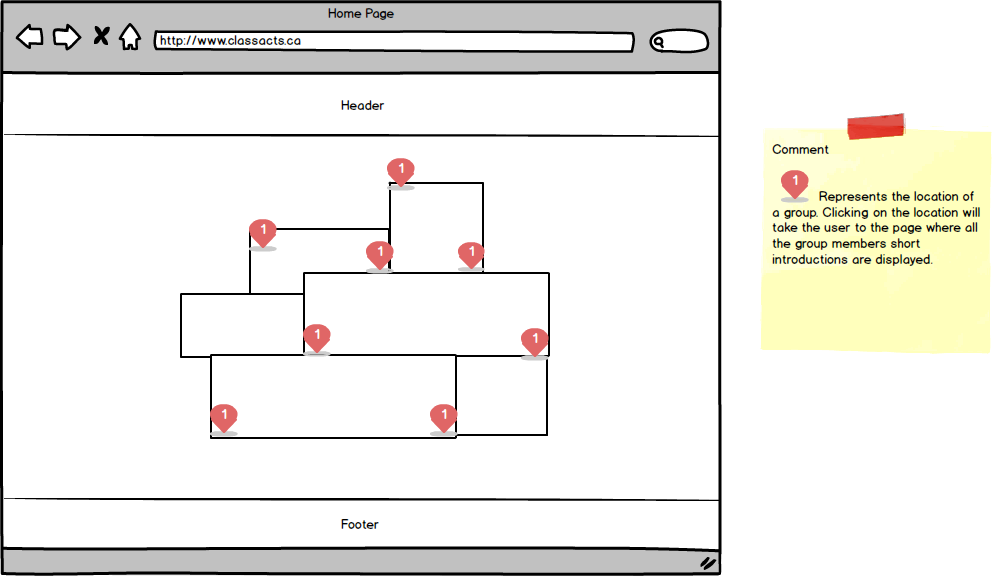 Home Page
http://www.classacts.ca
Header
1
1
1
1
1
1
1
1
Footer
Comment
1 Represents the location of
a group. Clicking on the location will
take the user to the page where all
the group members short
introductions are displayed.